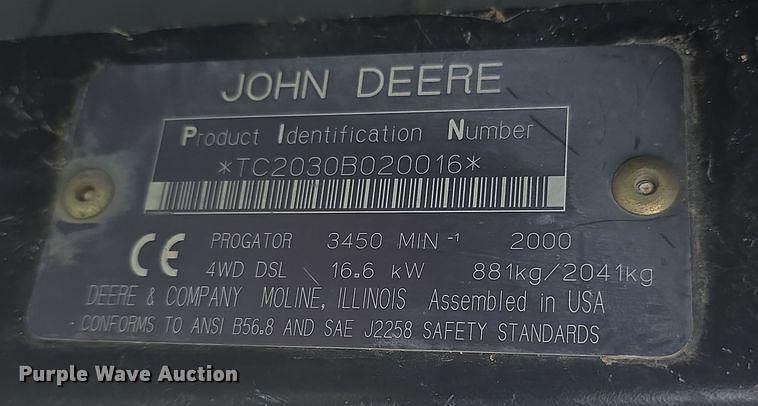 JOHN DEERE
Product Identification Number
*TC2030B020016*
CE PROGATOR 3450 MIN -1 2000
4WD DSL 16.6 kW 881kg/2041kg
DEERE & COMPANY MOLINE, ILLINOIS Assembled in USA
CONFORMS TO ANSI B56.8 AND SAE J2258 SAFETY STANDARDS
Purple Wave Auction